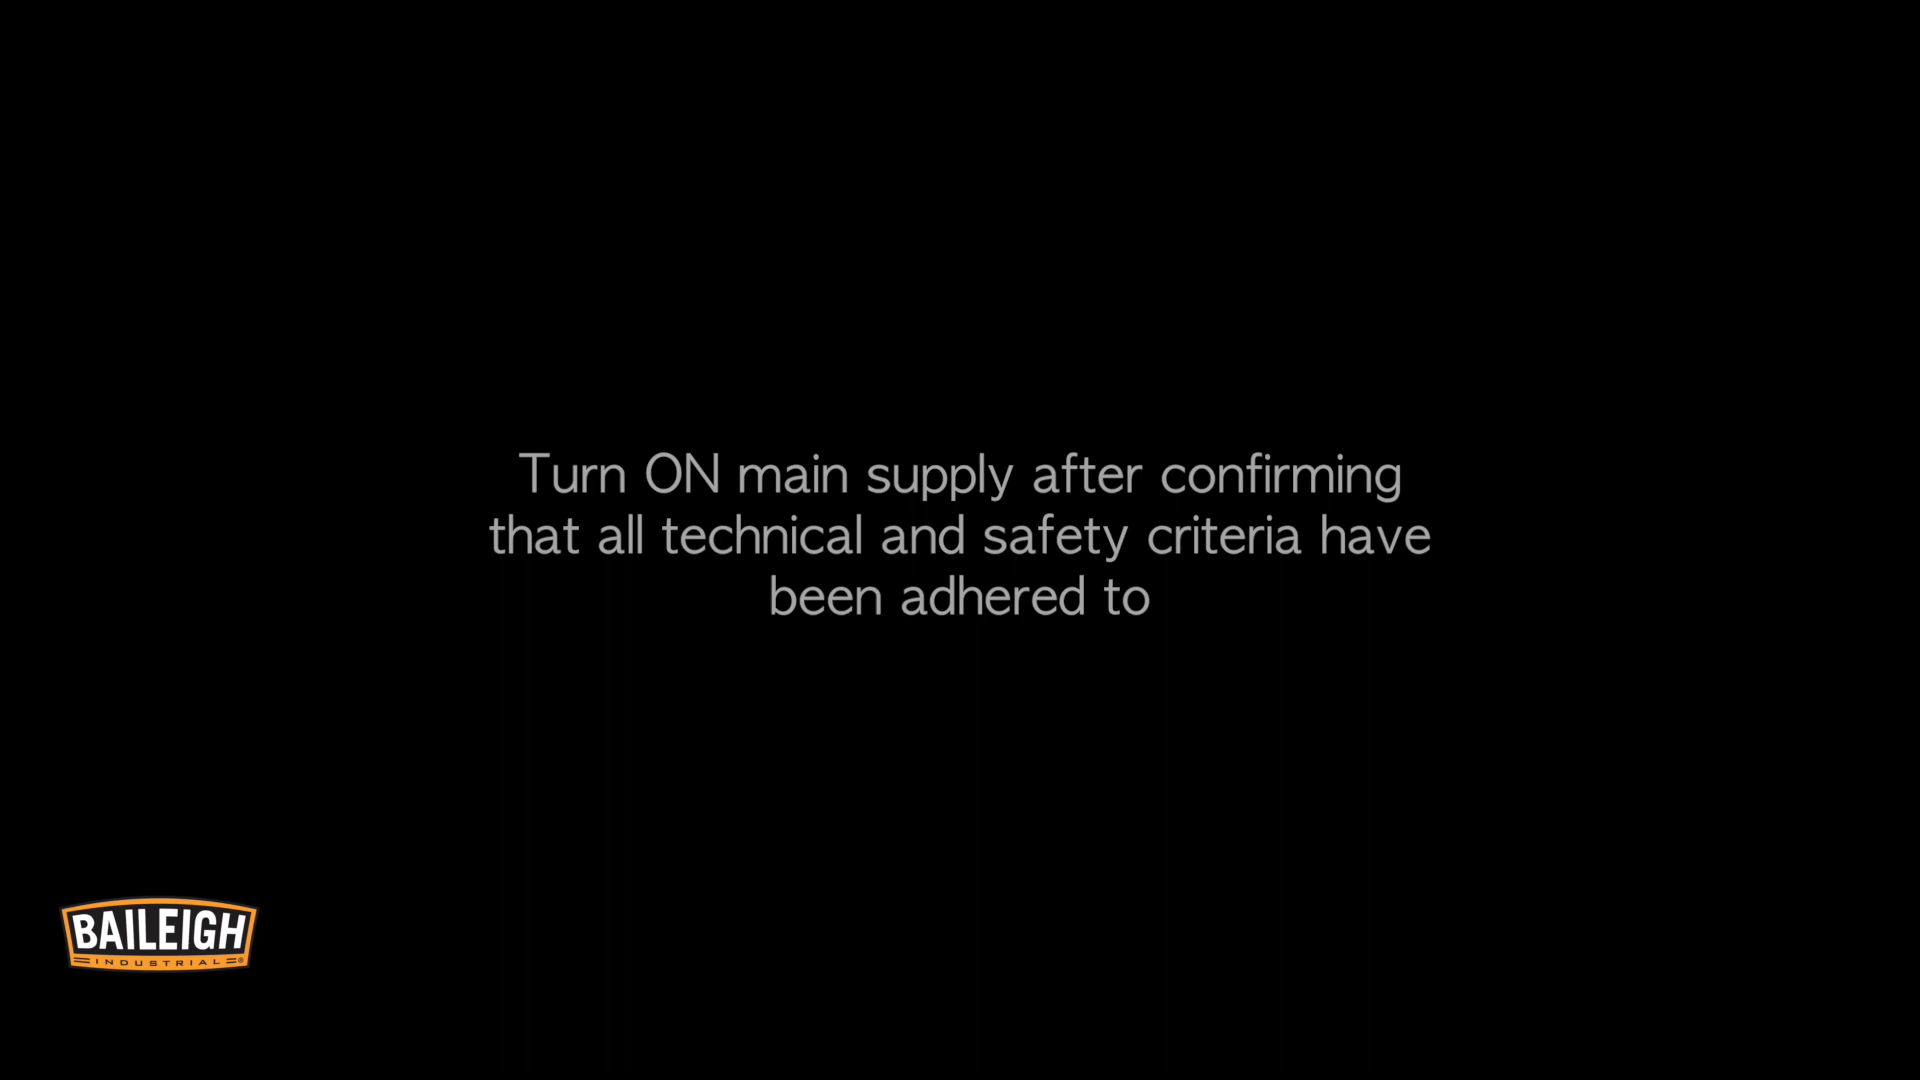 Turn ON main supply after confirming
that all technical and safety criteria have
been adhered to
BAILEIGH
INDUSTRIAL®